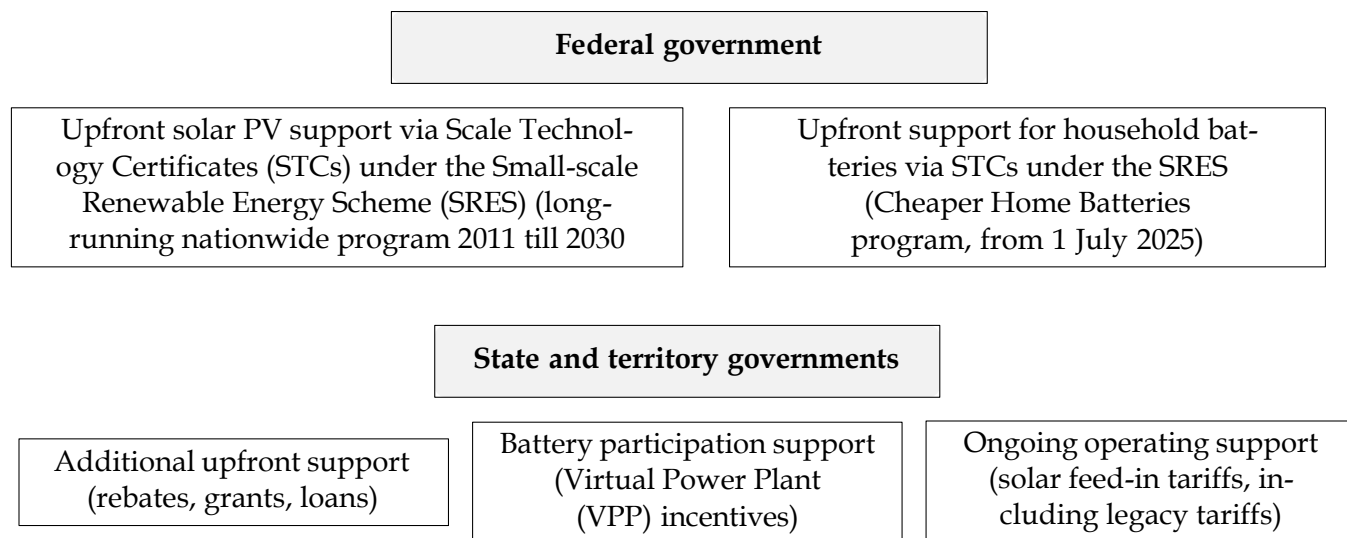 Federal government
Upfront solar PV support via Scale Technol-
ogy Certificates (STCs) under the Small-scale
Renewable Energy Scheme (SRES) (long-
running nationwide program 2011 till 2030
Upfront support for household bat-
teries via STCs under the SRES
(Cheaper Home Batteries
program, from 1 July 2025)
State and territory governments
Additional upfront support
(rebates, grants, loans)
Battery participation support
(Virtual Power Plant
(VPP) incentives)
Ongoing operating support
(solar feed-in tariffs, in-
cluding legacy tariffs)